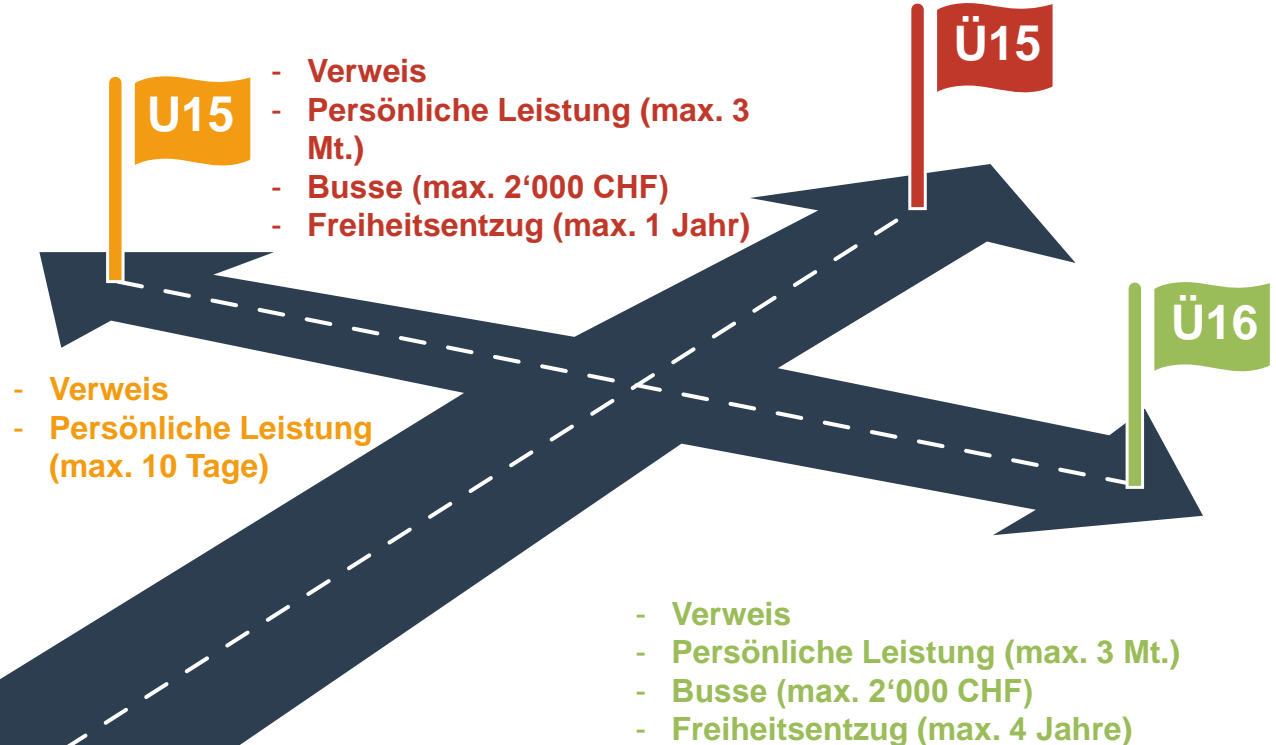 U15
- Verweis
- Persönliche Leistung
(max. 10 Tage)
Ü15
- Verweis
- Persönliche Leistung (max. 3
Mt.)
- Busse (max. 2‘000 CHF)
- Freiheitsentzug (max. 1 Jahr)
Ü16
- Verweis
- Persönliche Leistung (max. 3 Mt.)
- Busse (max. 2‘000 CHF)
- Freiheitsentzug (max. 4 Jahre)